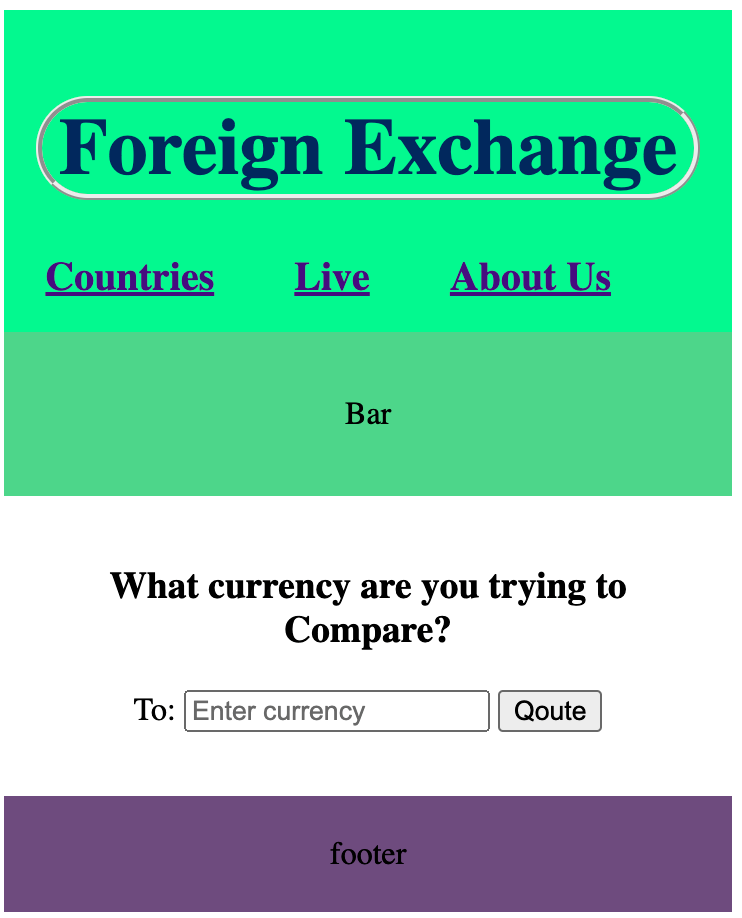 Foreign Exchange
Countries Live About Us
Bar
What currency are you trying to
Compare?
To: Enter currency Qoute
footer